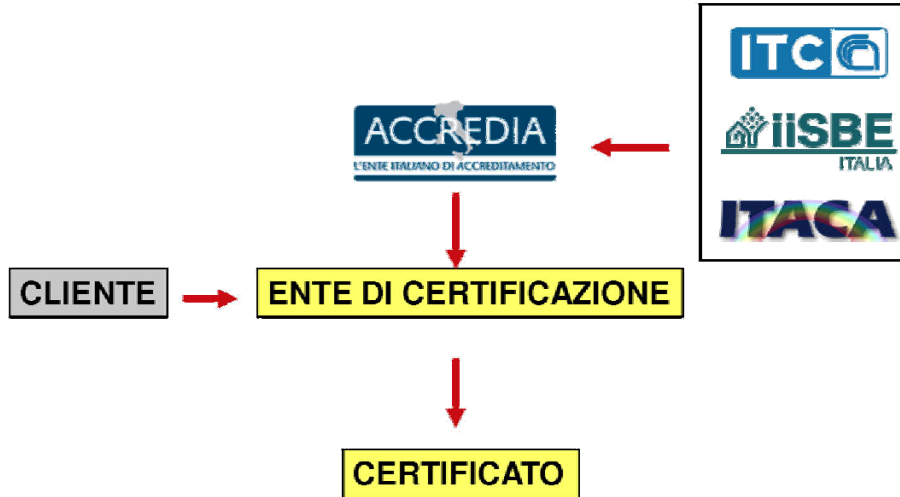 ITC
iiSBE
ITALIA
ITACA
ACCREDIA
L'ENTE ITALIANO DI ACCREDITAMENTO
CLIENTE
ENTE DI CERTIFICAZIONE
CERTIFICATO